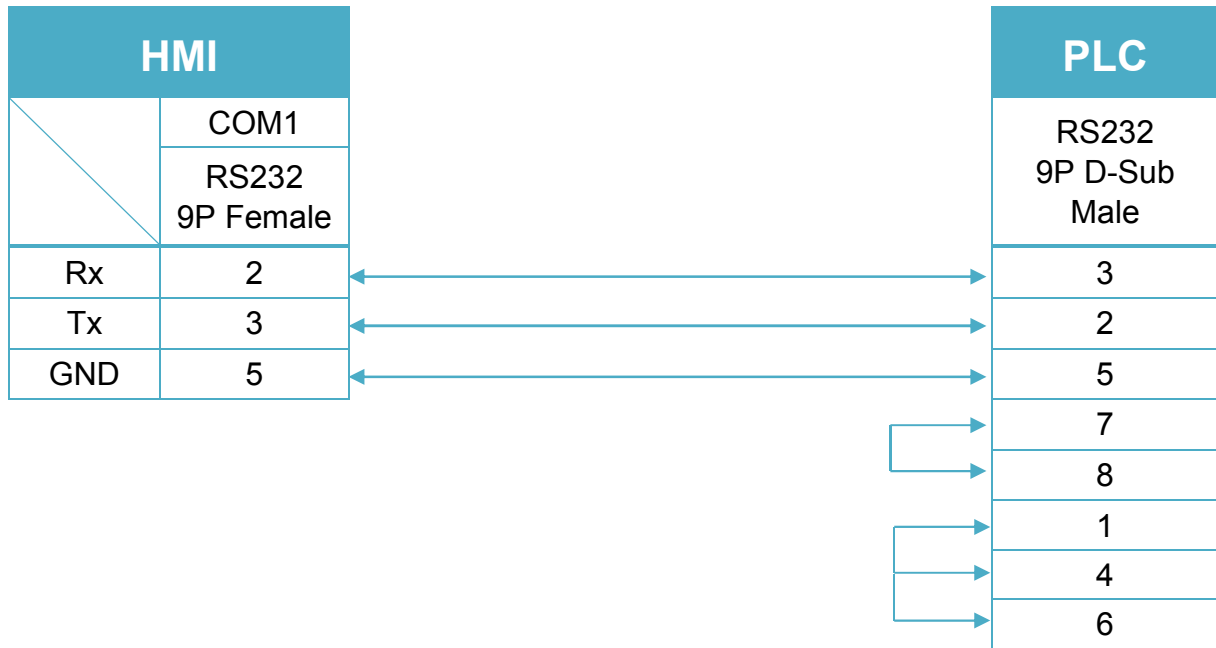 HMI
PLC
COM1
RS232
9P Female
RS232
9P D-Sub
Male
Rx 2 3
Tx 3 2
GND 5 5
7
8
1
4
6